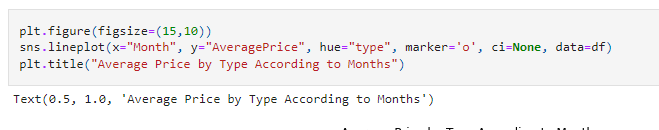 plt.figure(figsize=(15,10))
sns.lineplot(x="Month", y="AveragePrice", hue="type", marker='o', ci=None, data=df)
plt.title("Average Price by Type According to Months")
Text(0.5, 1.0, 'Average Price by Type According to Months')